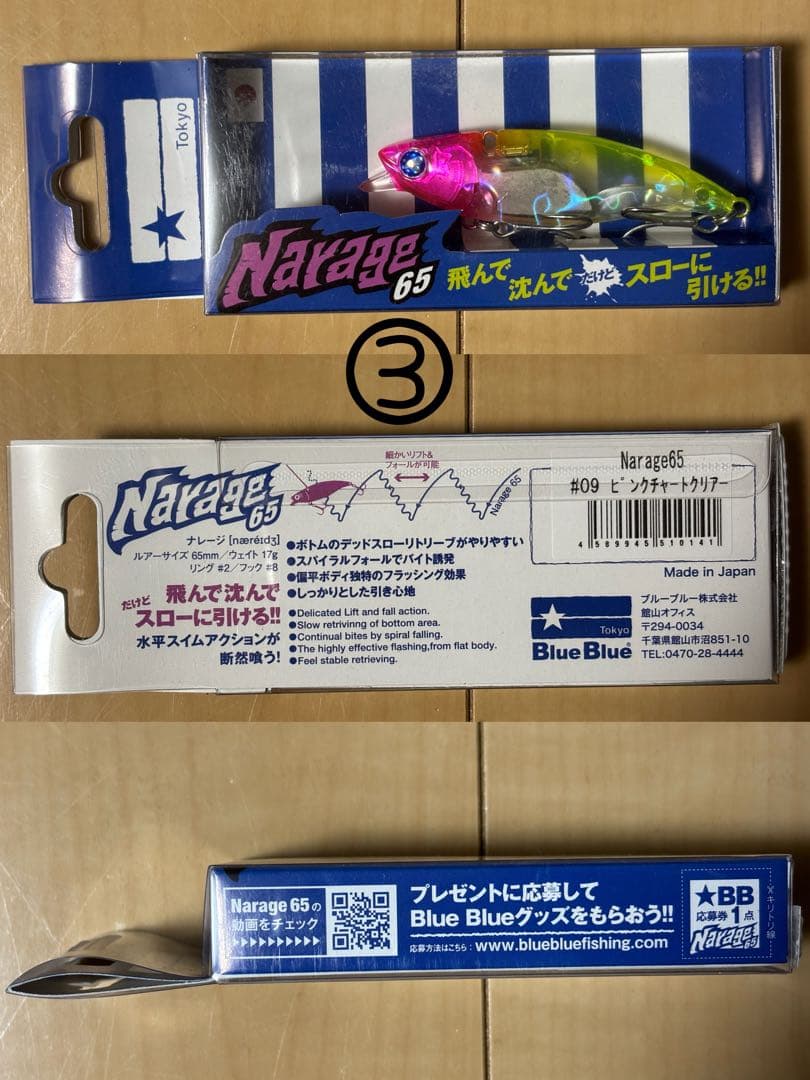 Tokyo
Narage
65
飛んで
沈んで
だけど
スローに
引ける!!
③
Narage
65
ナレージ [næréɪdʒ]
ルアーサイズ 65mm/ウェイト 17g
リング #2/フック #8
だけど
飛んで沈んで
スローに引ける!!
水平スイムアクションが
断然喰う!
細かいリフト&
フォールが可能
Narage 65
●ボトムのデッドスローリトリーブがやりやすい
●スパイラルフォールでバイト誘発
●偏平ボディ独特のフラッシング効果
●しっかりとした引き心地
●Delicated Lift and fall action.
●Slow retrivinng of bottom area.
●Continual bites by spiral falling.
●The highly effective flashing,from flat body.
●Feel stable retrieving.
Narage65
#09 ピンクチャートクリアー
4 589945 510141
Made in Japan
Tokyo
BlueBlue
ブルーブルー株式会社
館山オフィス
〒294-0034
千葉県館山市沼851-10
TEL:0470-28-4444
Narage 65の
動画をチェック
プレゼントに応募して
Blue Blueグッズをもらおう!!
応募方法はこちら:www.bluebluefishing.com
★BB
応募券1点
Narage
65
キリトリ線